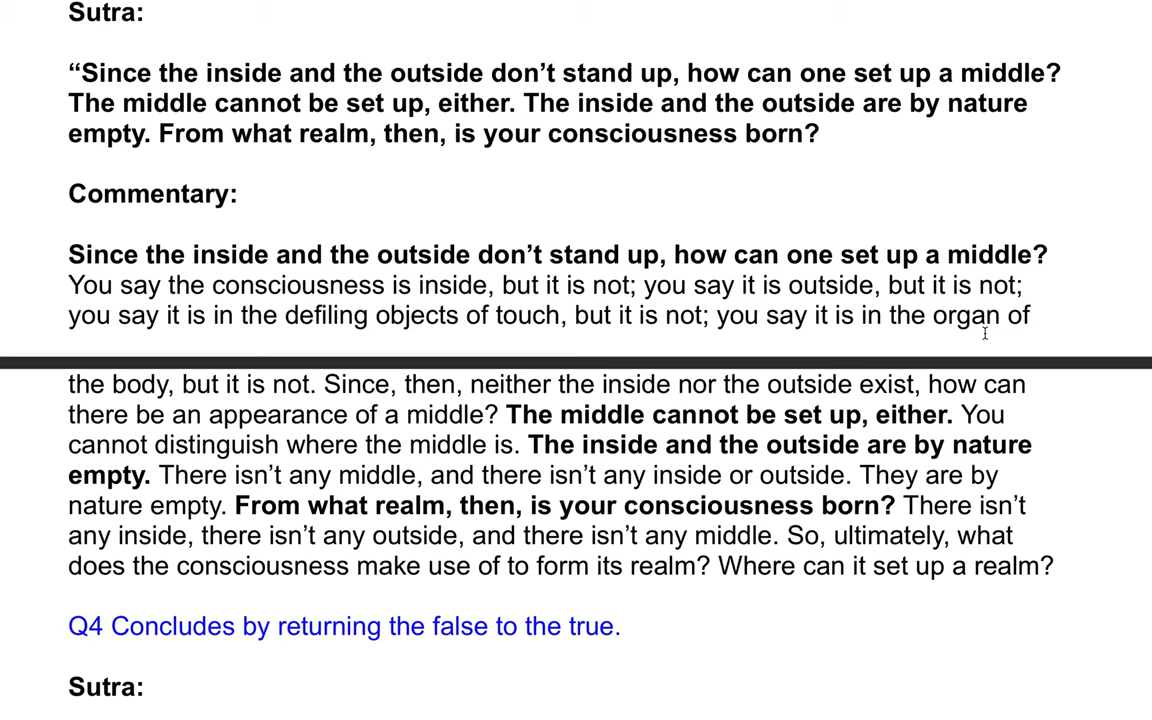 Sutra:
“Since the inside and the outside don’t stand up, how can one set up a middle?
The middle cannot be set up, either. The inside and the outside are by nature
empty. From what realm, then, is your consciousness born?
Commentary:
Since the inside and the outside don’t stand up, how can one set up a middle?
You say the consciousness is inside, but it is not; you say it is outside, but it is not;
you say it is in the defiling objects of touch, but it is not; you say it is in the organ of
the body, but it is not. Since, then, neither the inside nor the outside exist, how can
there be an appearance of a middle? The middle cannot be set up, either. You
cannot distinguish where the middle is. The inside and the outside are by nature
empty. There isn’t any middle, and there isn’t any inside or outside. They are by
nature empty. From what realm, then, is your consciousness born? There isn’t
any inside, there isn’t any outside, and there isn’t any middle. So, ultimately, what
does the consciousness make use of to form its realm? Where can it set up a realm?
Q4 Concludes by returning the false to the true.
Sutra: